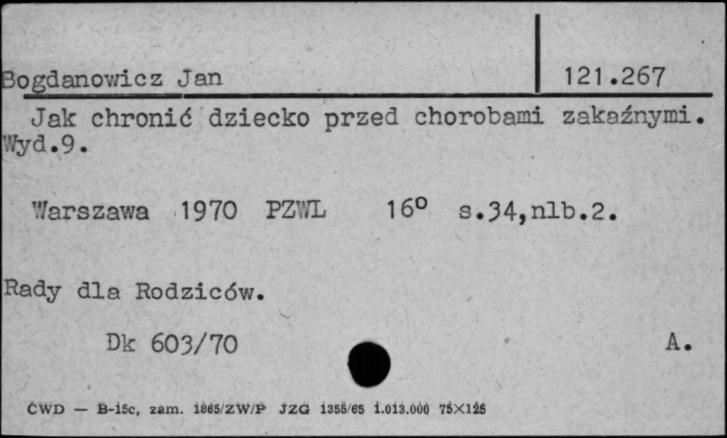 Bogdanowicz Jan 121.267
Jak chronić dziecko przed chorobami zakaźnymi.
Wyd.9.
Warszawa 1970 PZWL 16° s.34,nlb.2.
Rady dla Rodziców.
Dk 603/70 A.
CWD — B-15c, zam. 1865/ZW/P JZG 1355/65 1.013.000 75×125